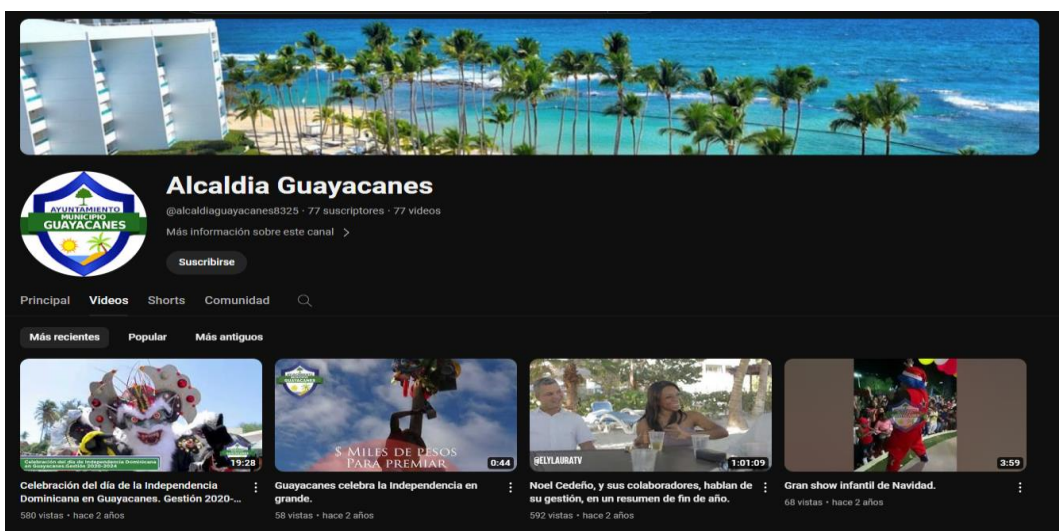 Alcaldia Guayacanes
@alcaldiaguayacanes8325 · 77 suscriptores · 77 videos
Más información sobre este canal >
Suscribirse
AYUNTAMIENTO
MUNICIPIO
GUAYACANES
Principal Videos Shorts Comunidad
Más recientes Popular Más antiguos
Celebración del día de la Independencia Dominicana
en Guayacanes.Gestión 2020-2024
19:28
$ MILES DE PESOS
PARA PREMIAR
0:44
@ELYLAURATV
1:01:09
3:59
Celebración del día de la Independencia
Dominicana en Guayacanes. Gestión 2020-...
580 vistas • hace 2 años
Guayacanes celebra la Independencia en
grande.
58 vistas • hace 2 años
Noel Cedeño, y sus colaboradores, hablan de
su gestión, en un resumen de fin de año.
592 vistas • hace 2 años
Gran show infantil de Navidad.
68 vistas • hace 2 años